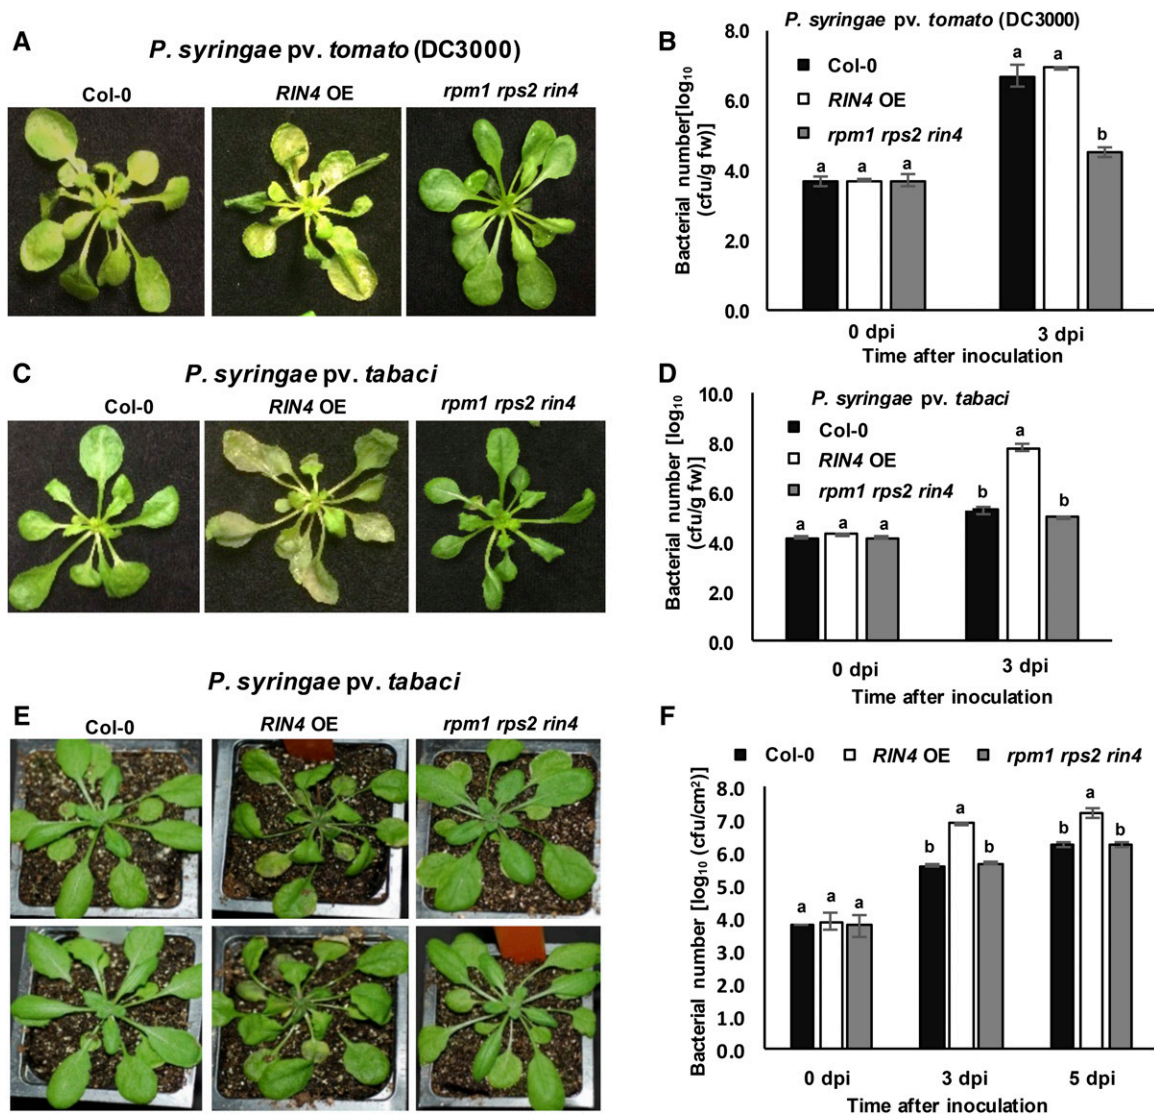 A
P. syringae pv. tomato (DC3000)
Col-0
RIN4 OE
rpm1 rps2 rin4
B
P. syringae pv. tomato (DC3000)
Bacterial number[log₁₀
(cfu/g fw)]
8.0
6.0
4.0
2.0
0.0
Col-0
RIN4 OE
rpm1 rps2 rin4
a
a
a
a
a
b
0 dpi
3 dpi
Time after inoculation
C
P. syringae pv. tabaci
Col-0
RIN4 OE
rpm1 rps2 rin4
D
P. syringae pv. tabaci
Bacterial number [log₁₀
(cfu/g fw)]
10.0
8.0
6.0
4.0
2.0
0.0
Col-0
RIN4 OE
rpm1 rps2 rin4
a
a
a
b
a
b
0 dpi
3 dpi
Time after inoculation
P. syringae pv. tabaci
E
Col-0
RIN4 OE
rpm1 rps2 rin4
F
Col-0
RIN4 OE
rpm1 rps2 rin4
Bacterial number [log₁₀ (cfu/cm²)]
8.0
7.0
6.0
5.0
4.0
3.0
2.0
1.0
0.0
a
a
a
b
a
b
b
a
b
0 dpi
3 dpi
5 dpi
Time after inoculation